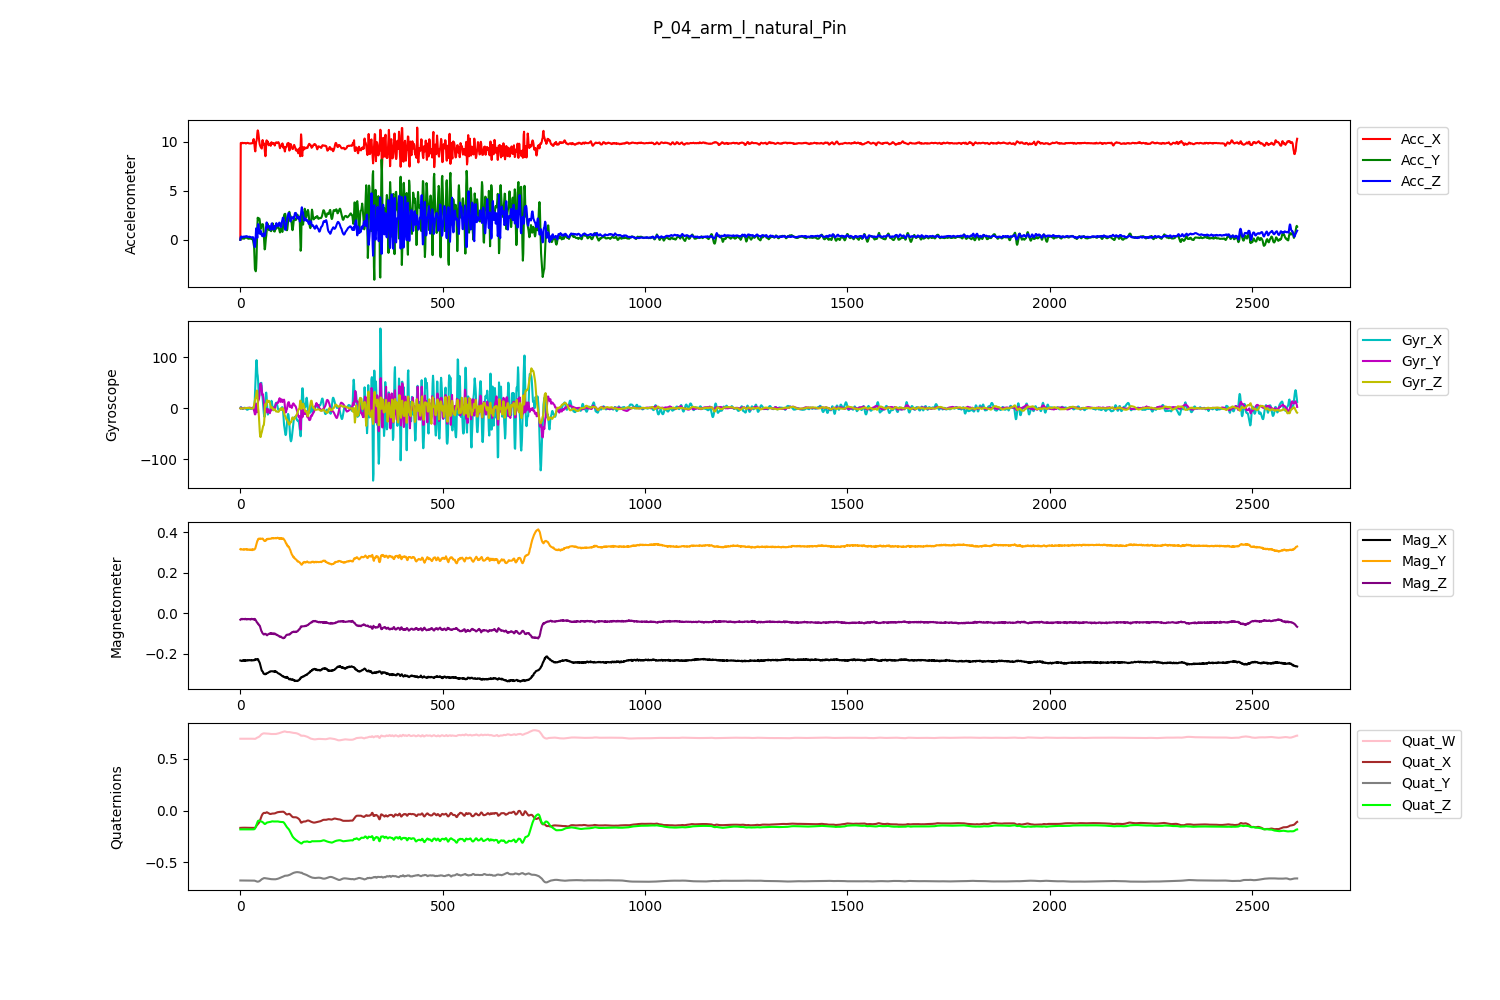 P_04_arm_l_natural_Pin
Accelerometer
10
5
0
0 500 1000 1500 2000 2500
Acc_X
Acc_Y
Acc_Z
Gyroscope
100
0
−100
0 500 1000 1500 2000 2500
Gyr_X
Gyr_Y
Gyr_Z
Magnetometer
0.4
0.2
0.0
−0.2
0 500 1000 1500 2000 2500
Mag_X
Mag_Y
Mag_Z
Quaternions
0.5
0.0
−0.5
0 500 1000 1500 2000 2500
Quat_W
Quat_X
Quat_Y
Quat_Z